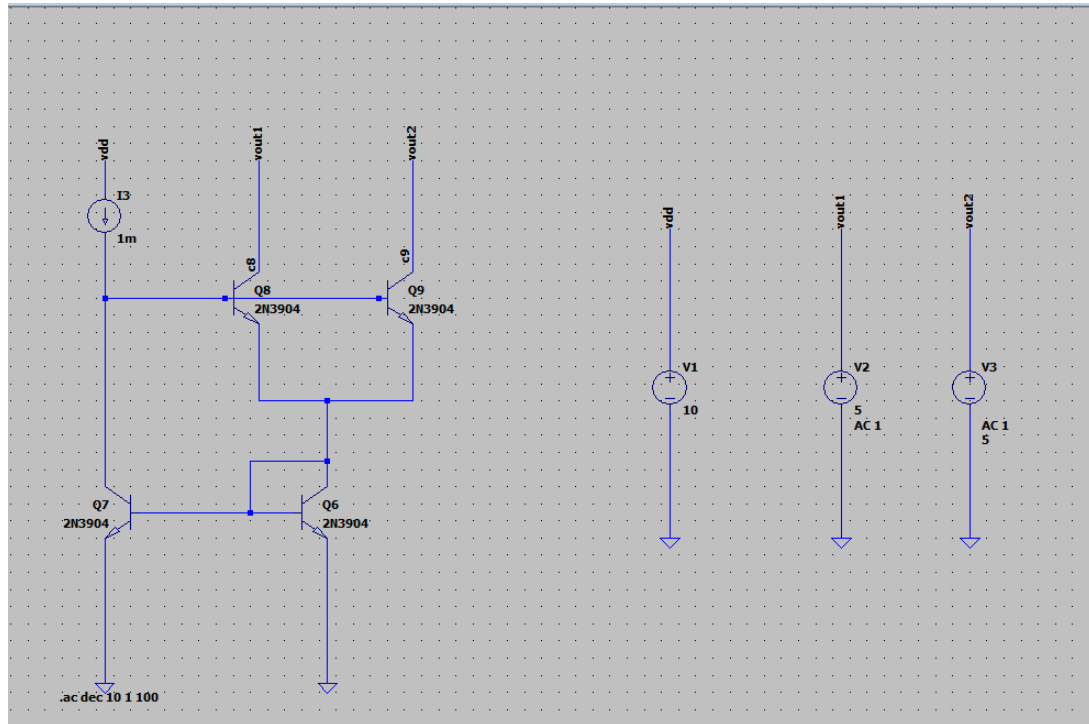 vdd
vout1
vout2
I3
1m
c8
c9
Q8
2N3904
Q9
2N3904
Q7
2N3904
Q6
2N3904
.ac dec 10 1 100
vdd
vout1
vout2
V1
10
V2
5
AC 1
V3
AC 1
5